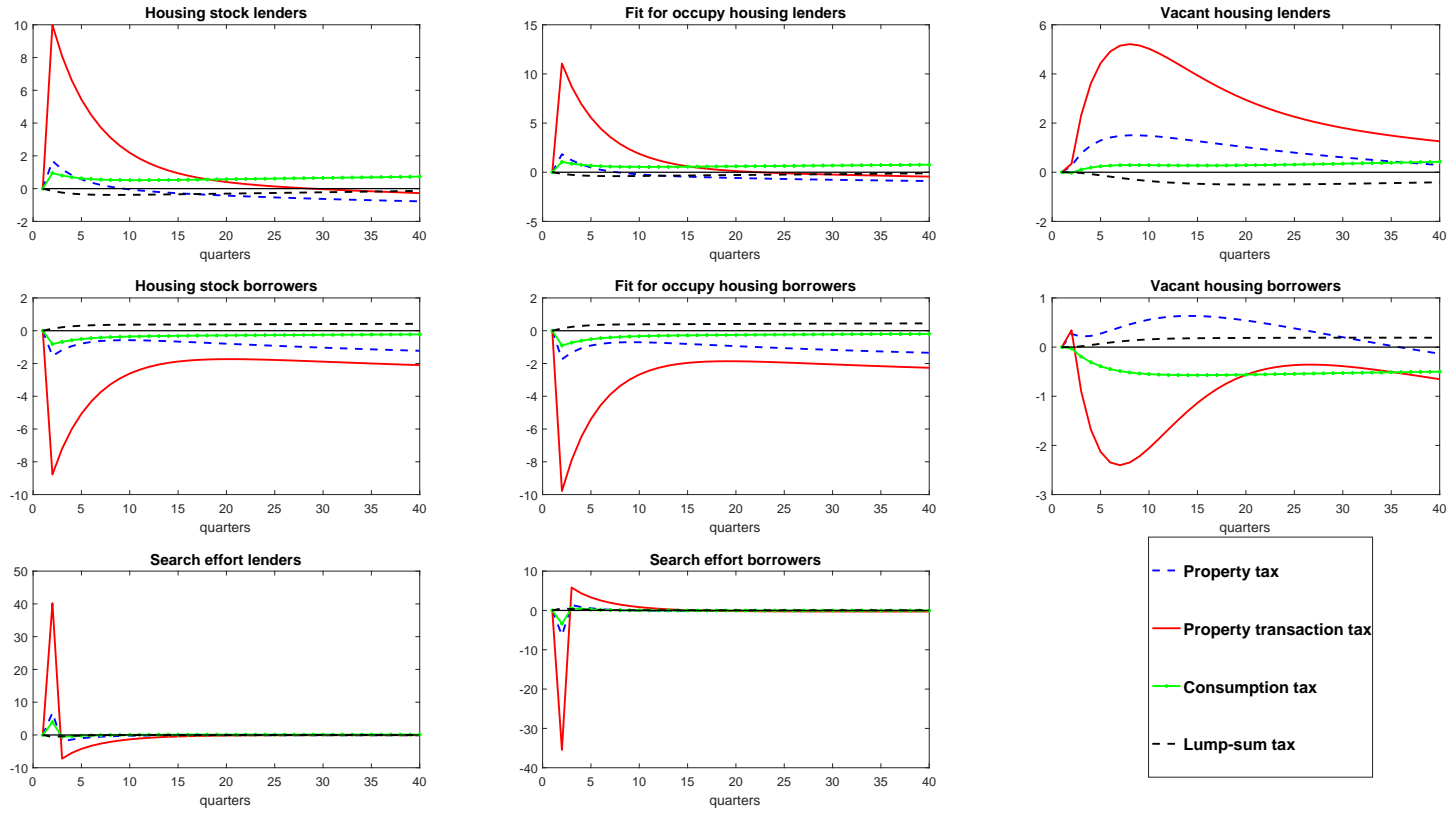 Housing stock lenders
10
8
6
4
2
0
-2
0 5 10 15 20 25 30 35 40
quarters
Fit for occupy housing lenders
15
10
5
0
-5
0 5 10 15 20 25 30 35 40
quarters
Vacant housing lenders
6
4
2
0
-2
0 5 10 15 20 25 30 35 40
quarters
Housing stock borrowers
2
0
-2
-4
-6
-8
-10
0 5 10 15 20 25 30 35 40
quarters
Fit for occupy housing borrowers
2
0
-2
-4
-6
-8
-10
0 5 10 15 20 25 30 35 40
quarters
Vacant housing borrowers
1
0
-1
-2
-3
0 5 10 15 20 25 30 35 40
quarters
Search effort lenders
50
40
30
20
10
0
-10
0 5 10 15 20 25 30 35 40
quarters
Search effort borrowers
10
0
-10
-20
-30
-40
0 5 10 15 20 25 30 35 40
quarters
Property tax
Property transaction tax
Consumption tax
Lump-sum tax